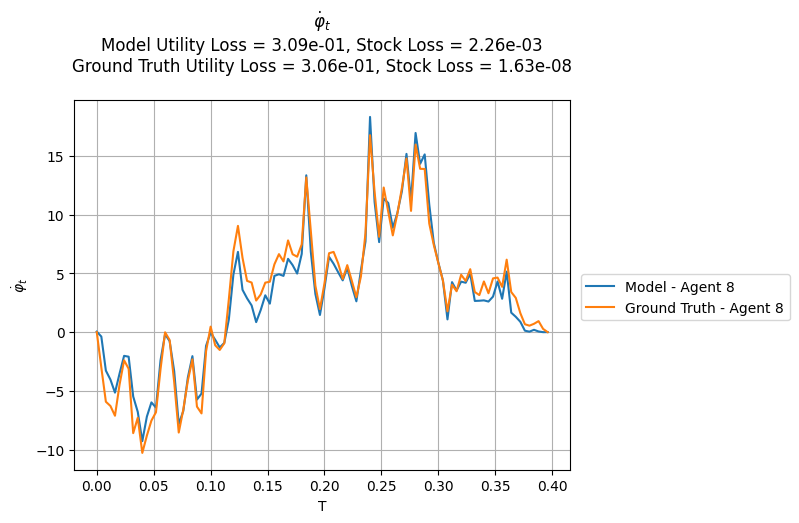 φ̇ₜ
Model Utility Loss = 3.09e-01, Stock Loss = 2.26e-03
Ground Truth Utility Loss = 3.06e-01, Stock Loss = 1.63e-08
φ̇ₜ
15
10
5
0
−5
−10
0.00 0.05 0.10 0.15 0.20 0.25 0.30 0.35 0.40
T
Model - Agent 8
Ground Truth - Agent 8